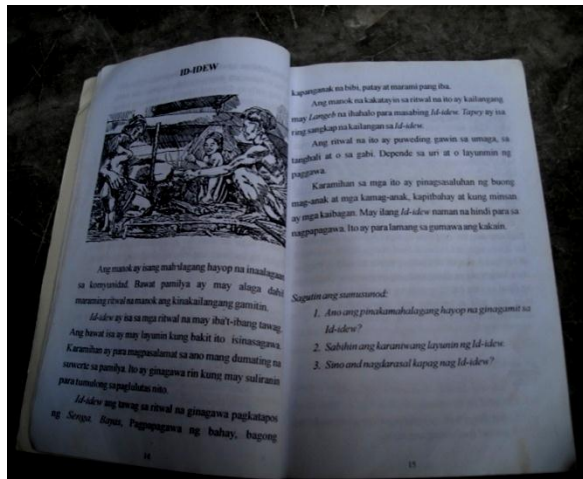 ID-IDEW
Ang manok ay isang mahalagang hayop na inaalagaan
sa komyunidad. Bawat pamilya ay may alaga dahil
maraming ritwal na manok ang kinakailangang gamitin.
Id-idew ay isa sa mga ritwal na may iba't-ibang tawag.
Ang bawat isa ay may layunin kung bakit ito isinasagawa.
Karamihan ay para magpasalamat sa ano mang dumating na
suwerte sa pamilya. Ito ay ginagawa rin kung may suliranin
para tumulong sa paglulutas nito.
Id-idew ang tawag sa ritwal na ginagawa pagkatapos
ng Senga, Bayas, Pagpapagawa ng bahay, bagong
14
kapanganak na bibi, patay at marami pang iba.
Ang manok na kakatayin sa ritwal na ito ay kailangang
may Langeb na ihahalo para masabing Id-idew. Tapey ay isa
ring sangkap na kailangan sa Id-idew.
Ang ritwal na ito ay puweding gawin sa umaga, sa
tanghali at o sa gabi. Depende sa uri at o layunmin ng
paggawa.
Karamihan sa mga ito ay pinagsasaluhan ng buong
mag-anak at mga kamag-anak, kapitbahay at kung minsan
ay mga kaibagan. May ilang Id-idew naman na hindi para sa
nagpapagawa. Ito ay para lamang sa gumawa ang kakain.
Sagutin ang sumusunod:
1. Ano ang pinakamahalagang hayop na ginagamit sa
Id-idew?
2. Sabihin ang karaniwang layunin ng Id-idew.
3. Sino and nagdarasal kapag nag Id-idew?
15